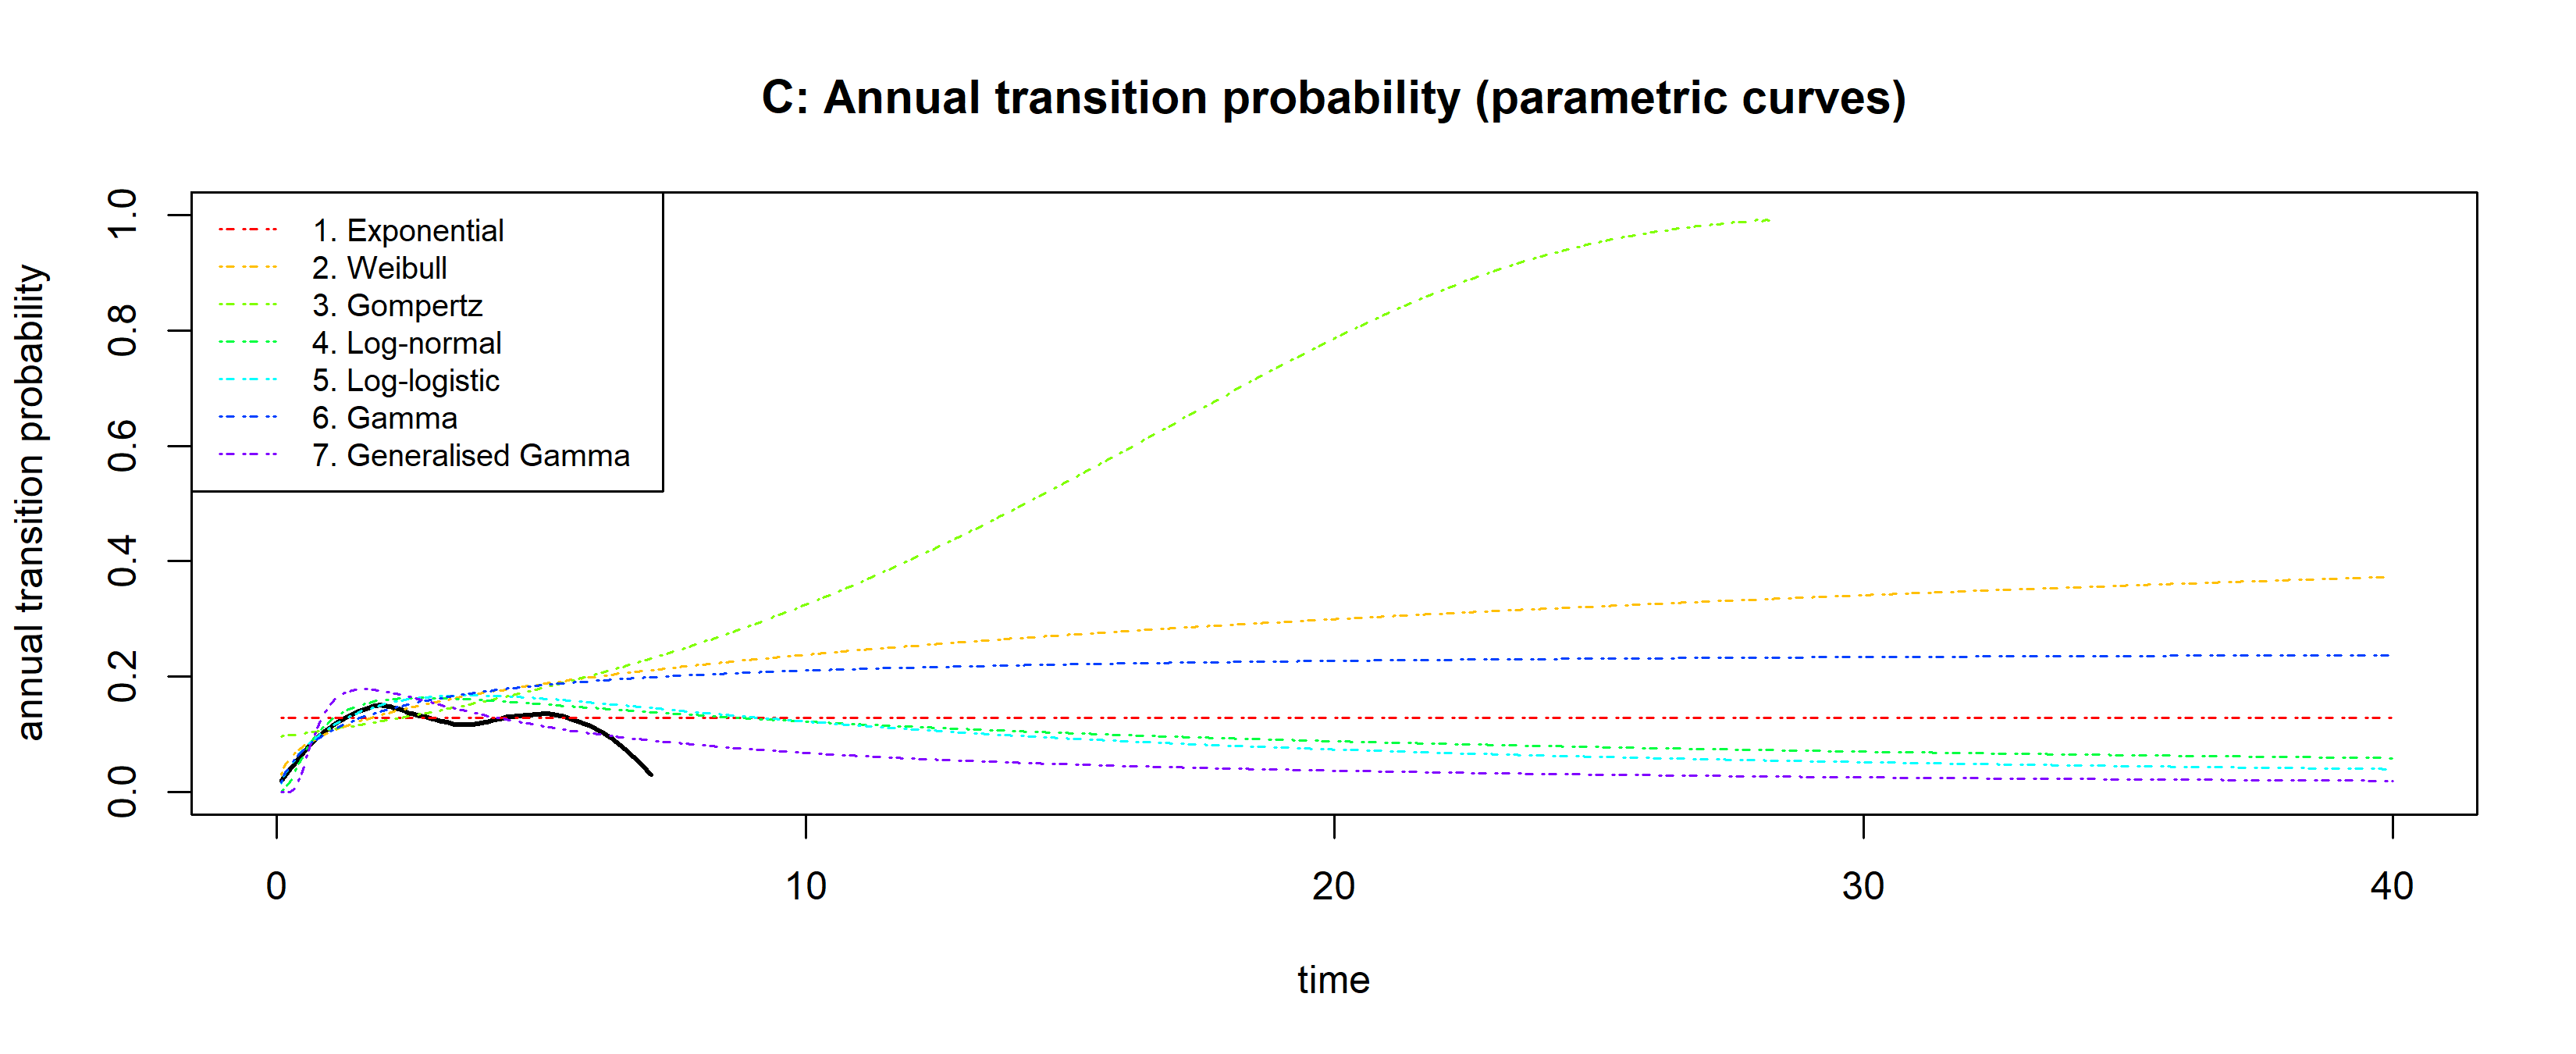 C: Annual transition probability (parametric curves)
annual transition probability
1.0
0.8
0.6
0.4
0.2
0.0
1. Exponential
2. Weibull
3. Gompertz
4. Log-normal
5. Log-logistic
6. Gamma
7. Generalised Gamma
0 10 20 30 40
time